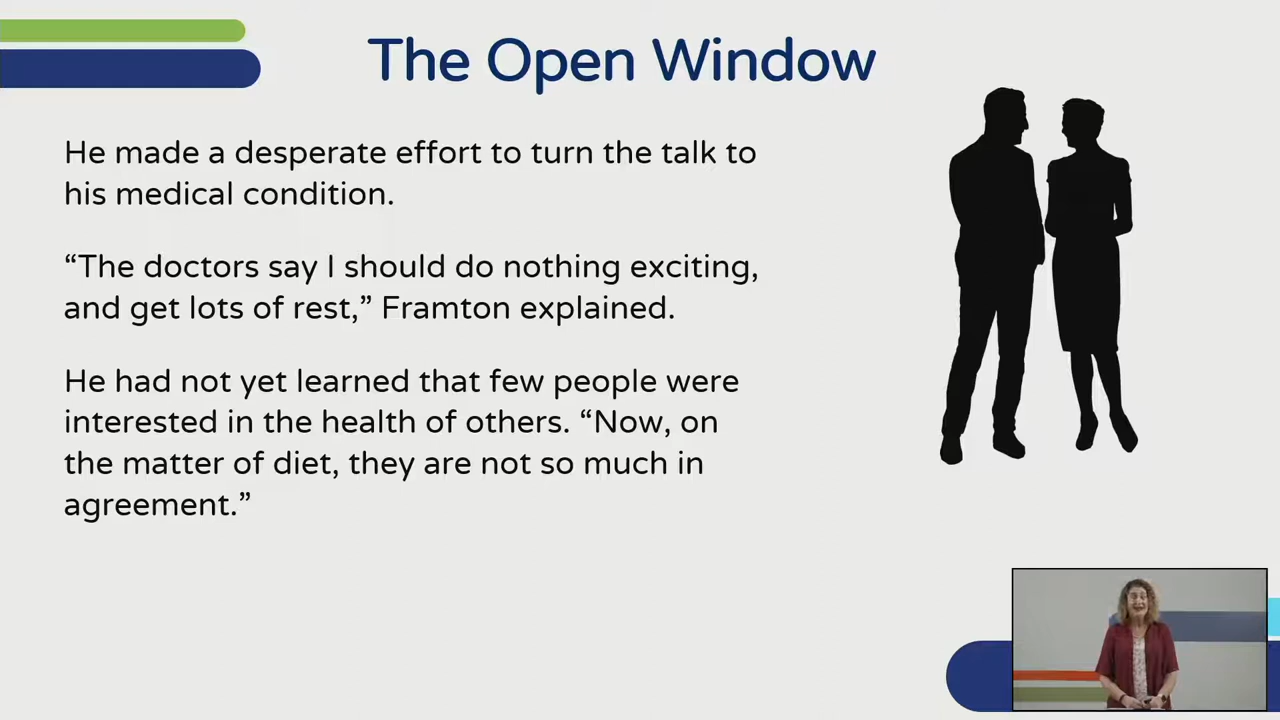 The Open Window
He made a desperate effort to turn the talk to
his medical condition.
“The doctors say I should do nothing exciting,
and get lots of rest,” Framton explained.
He had not yet learned that few people were
interested in the health of others. “Now, on
the matter of diet, they are not so much in
agreement.”